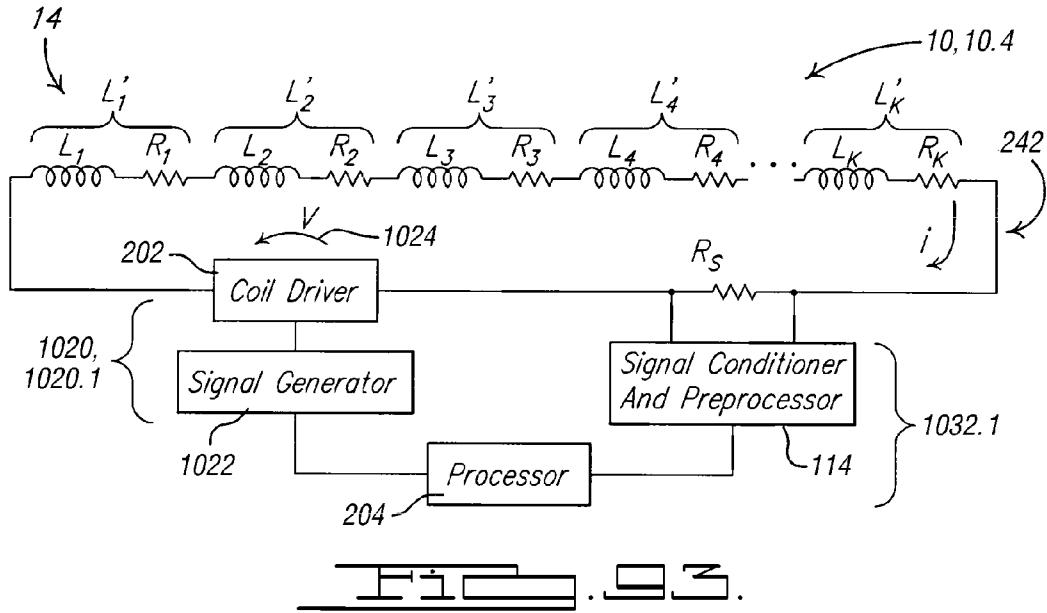 14
10, 10.4
L'1 L'2 L'3 L'4 L'K
L1 R1 L2 R2 L3 R3 L4 R4 ... LK RK
242
V
1024
i
202
RS
Coil Driver
1020,
1020.1
Signal Generator
Signal Conditioner
And Preprocessor
1032.1
1022
114
Processor
204
Fig. 93.